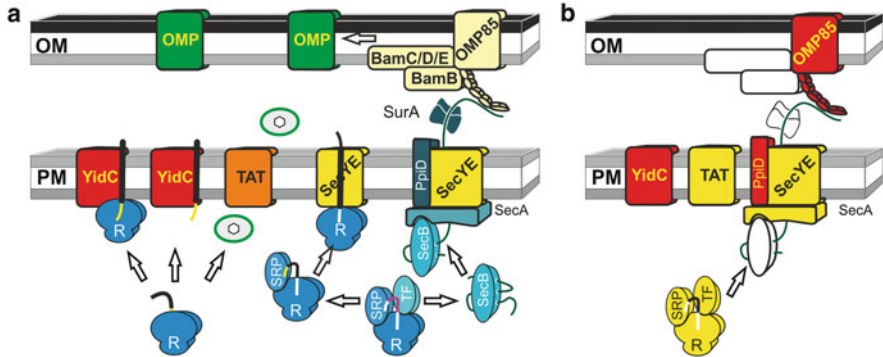 a
OM
OMP
OMP
OMP85
BamC/D/E
BamB
SurA
PM
YidC
YidC
TAT
SecYE
PpiD
SecYE
SecA
R
R
SecB
SRP
R
SRP
TF
R
SecB
R
b
OM
OMP85
PM
YidC
TAT
PpiD
SecYE
SecA
SRP
TF
R